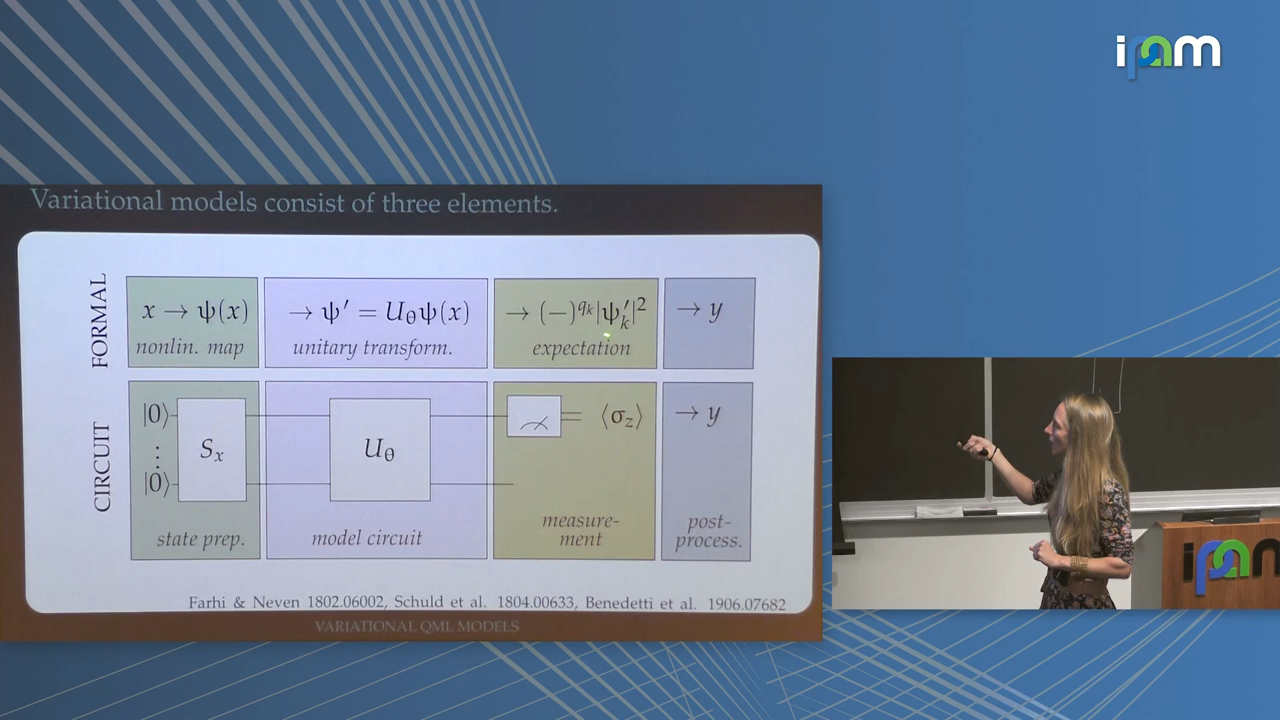 ipam
Variational models consist of three elements.
FORMAL
x → ψ(x)
nonlin. map
→ ψ′ = U_θ ψ(x)
unitary transform.
→ (−)^{q_k}|ψ′_k|^2
expectation
→ y
CIRCUIT
|0⟩
⋮
|0⟩
S_x
state prep.
U_θ
model circuit
= ⟨σ_z⟩
measure-
ment
→ y
post-
process.
Farhi & Neven 1802.06002, Schuld et al. 1804.00633, Benedetti et al. 1906.07682
VARIATIONAL QML MODELS
ipam